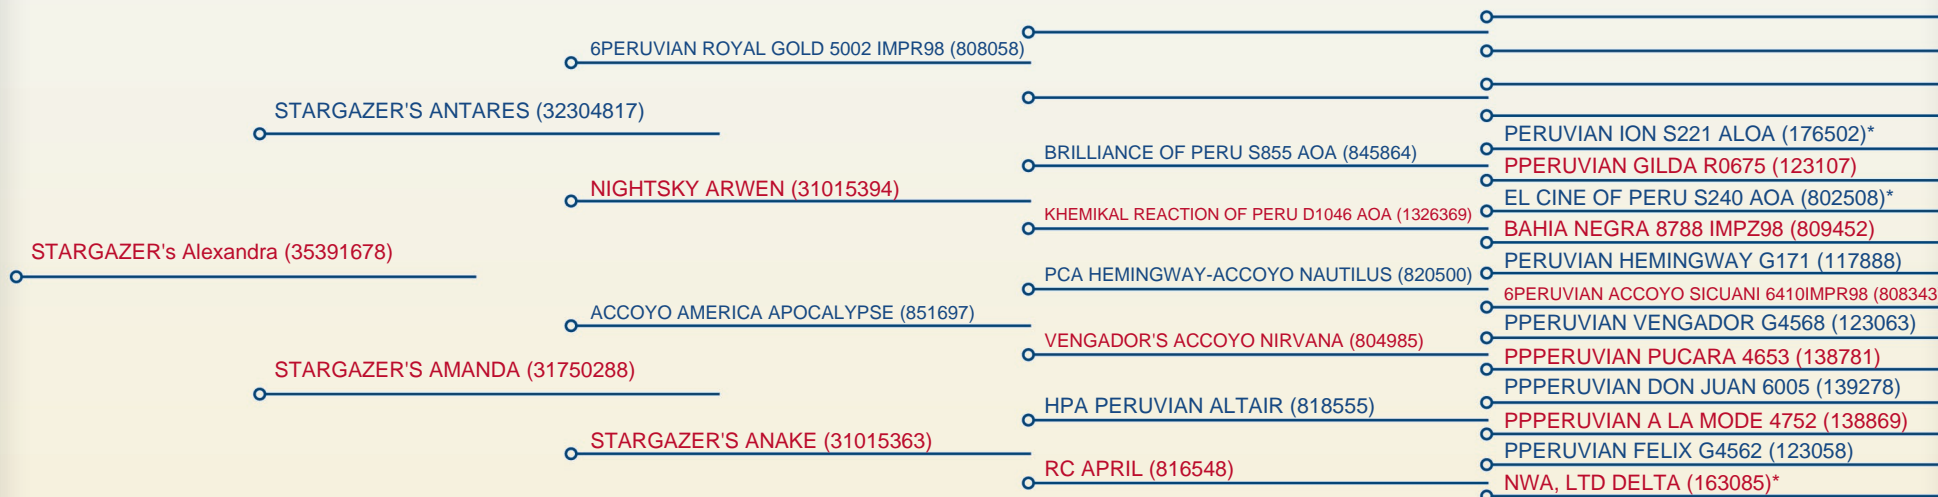 6PERUVIAN ROYAL GOLD 5002 IMPR98 (808058)
STARGAZER'S ANTARES (32304817)
PERUVIAN ION S221 ALOA (176502)*
BRILLIANCE OF PERU S855 AOA (845864)
PPERUVIAN GILDA R0675 (123107)
NIGHTSKY ARWEN (31015394)
EL CINE OF PERU S240 AOA (802508)*
KHEMIKAL REACTION OF PERU D1046 AOA (1326369)
BAHIA NEGRA 8788 IMPZ98 (809452)
STARGAZER's Alexandra (35391678)
PERUVIAN HEMINGWAY G171 (117888)
PCA HEMINGWAY-ACCOYO NAUTILUS (820500)
6PERUVIAN ACCOYO SICUANI 6410IMPR98 (808343
ACCOYO AMERICA APOCALYPSE (851697)
PPERUVIAN VENGADOR G4568 (123063)
VENGADOR'S ACCOYO NIRVANA (804985)
PPPERUVIAN PUCARA 4653 (138781)
STARGAZER'S AMANDA (31750288)
PPPERUVIAN DON JUAN 6005 (139278)
HPA PERUVIAN ALTAIR (818555)
PPPERUVIAN A LA MODE 4752 (138869)
STARGAZER'S ANAKE (31015363)
PPERUVIAN FELIX G4562 (123058)
RC APRIL (816548)
NWA, LTD DELTA (163085)*